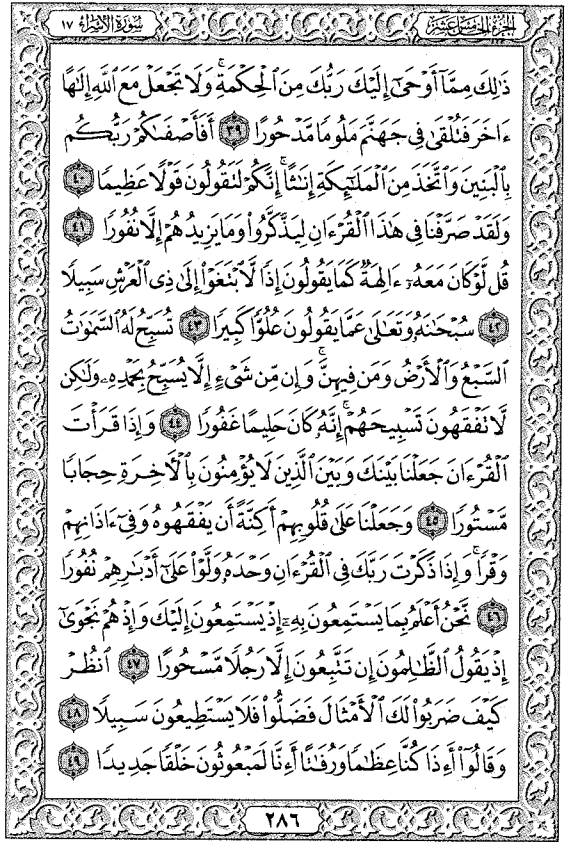 الجزء الخامس عشر
سورة الإسراء ١٧
ذَٰلِكَ مِمَّآ أَوْحَىٰٓ إِلَيْكَ رَبُّكَ مِنَ ٱلْحِكْمَةِ ۗ وَلَا تَجْعَلْ مَعَ ٱللَّهِ إِلَٰهًا
ءَاخَرَ فَتُلْقَىٰ فِى جَهَنَّمَ مَلُومًا مَّدْحُورًا ٣٩ أَفَأَصْفَىٰكُمْ رَبُّكُم
بِٱلْبَنِينَ وَٱتَّخَذَ مِنَ ٱلْمَلَٰٓئِكَةِ إِنَٰثًا ۚ إِنَّكُمْ لَتَقُولُونَ قَوْلًا عَظِيمًا ٤٠
وَلَقَدْ صَرَّفْنَا فِى هَٰذَا ٱلْقُرْءَانِ لِيَذَّكَّرُوا۟ وَمَا يَزِيدُهُمْ إِلَّا نُفُورًا ٤١
قُل لَّوْ كَانَ مَعَهُۥٓ ءَالِهَةٌ كَمَا يَقُولُونَ إِذًا لَّٱبْتَغَوْا۟ إِلَىٰ ذِى ٱلْعَرْشِ سَبِيلًا
٤٢ سُبْحَٰنَهُۥ وَتَعَٰلَىٰ عَمَّا يَقُولُونَ عُلُوًّا كَبِيرًا ٤٣ تُسَبِّحُ لَهُ ٱلسَّمَٰوَٰتُ
ٱلسَّبْعُ وَٱلْأَرْضُ وَمَن فِيهِنَّ ۚ وَإِن مِّن شَىْءٍ إِلَّا يُسَبِّحُ بِحَمْدِهِۦ وَلَٰكِن
لَّا تَفْقَهُونَ تَسْبِيحَهُمْ ۗ إِنَّهُۥ كَانَ حَلِيمًا غَفُورًا ٤٤ وَإِذَا قَرَأْتَ
ٱلْقُرْءَانَ جَعَلْنَا بَيْنَكَ وَبَيْنَ ٱلَّذِينَ لَا يُؤْمِنُونَ بِٱلْءَاخِرَةِ حِجَابًا
مَّسْتُورًا ٤٥ وَجَعَلْنَا عَلَىٰ قُلُوبِهِمْ أَكِنَّةً أَن يَفْقَهُوهُ وَفِىٓ ءَاذَانِهِمْ
وَقْرًا ۚ وَإِذَا ذَكَرْتَ رَبَّكَ فِى ٱلْقُرْءَانِ وَحْدَهُۥ وَلَّوْا۟ عَلَىٰٓ أَدْبَٰرِهِمْ نُفُورًا
٤٦ نَّحْنُ أَعْلَمُ بِمَا يَسْتَمِعُونَ بِهِۦٓ إِذْ يَسْتَمِعُونَ إِلَيْكَ وَإِذْ هُمْ نَجْوَىٰٓ
إِذْ يَقُولُ ٱلظَّٰلِمُونَ إِن تَتَّبِعُونَ إِلَّا رَجُلًا مَّسْحُورًا ٤٧ ٱنظُرْ
كَيْفَ ضَرَبُوا۟ لَكَ ٱلْأَمْثَالَ فَضَلُّوا۟ فَلَا يَسْتَطِيعُونَ سَبِيلًا ٤٨
وَقَالُوٓا۟ أَءِذَا كُنَّا عِظَٰمًا وَرُفَٰتًا أَءِنَّا لَمَبْعُوثُونَ خَلْقًا جَدِيدًا ٤٩
٢٨٦